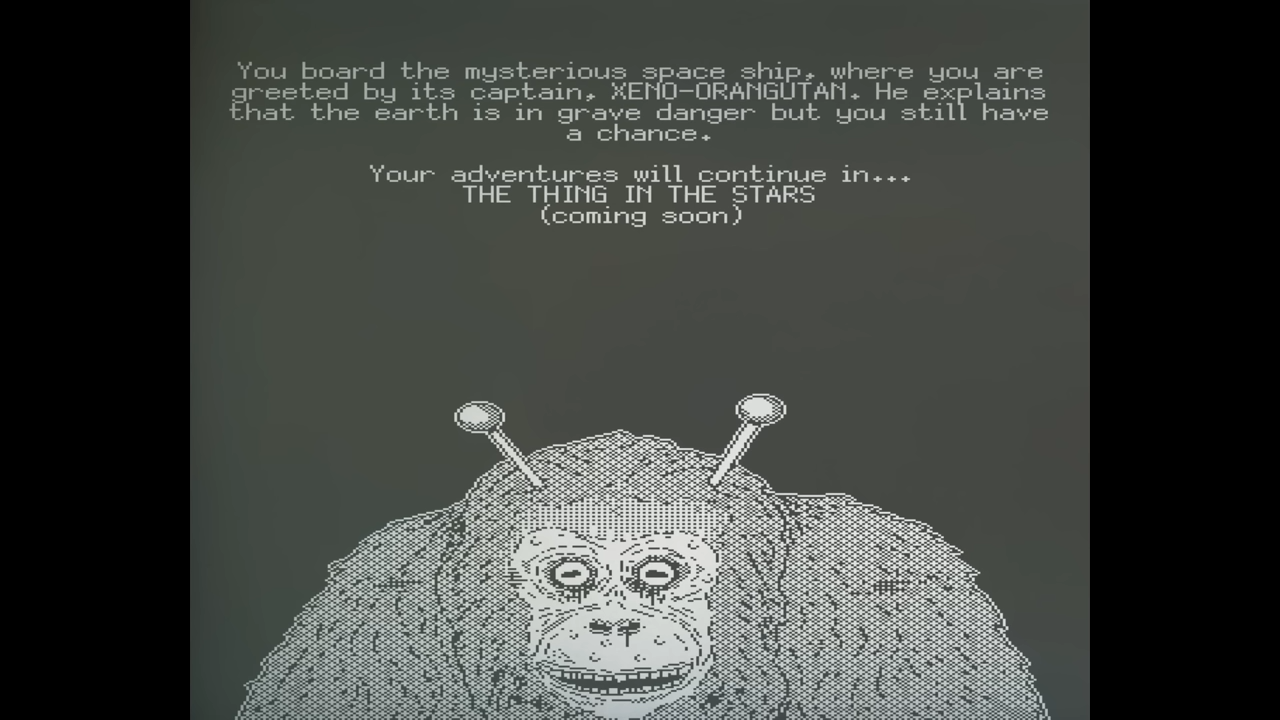 You board the mysterious space ship, where you are
greeted by its captain, XENO-ORANGUTAN. He explains
that the earth is in grave danger but you still have
a chance.
Your adventures will continue in...
THE THING IN THE STARS
(coming soon)